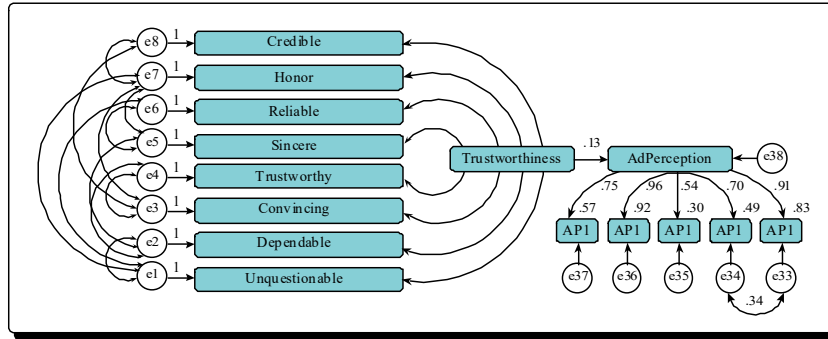 e8 1 Credible
e7 1 Honor
e6 1 Reliable
e5 1 Sincere
e4 1 Trustworthy
e3 1 Convincing
e2 1 Dependable
e1 1 Unquestionable
Trustworthiness .13 AdPerception e38
.75 .96 .54 .70 .91
.57 .92 .30 .49 .83
AP1 AP1 AP1 AP1 AP1
e37 e36 e35 e34 e33
.34